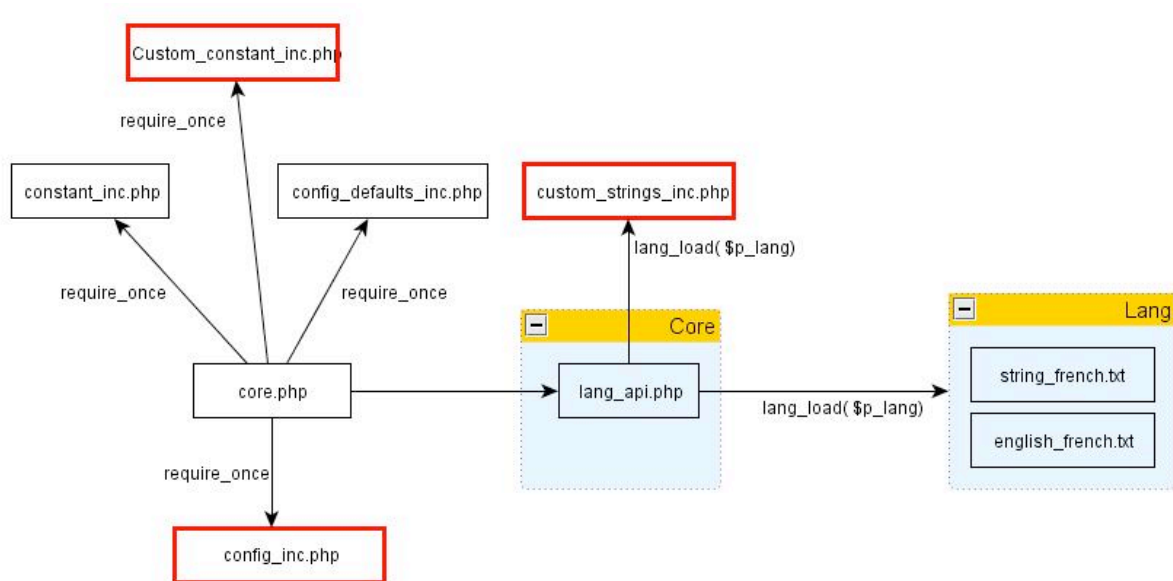 Custom_constant_inc.php
require_once
constant_inc.php
config_defaults_inc.php
custom_strings_inc.php
lang_load( $p_lang)
require_once
require_once
Core
Lang
core.php
lang_api.php
string_french.txt
lang_load( $p_lang)
english_french.txt
require_once
config_inc.php